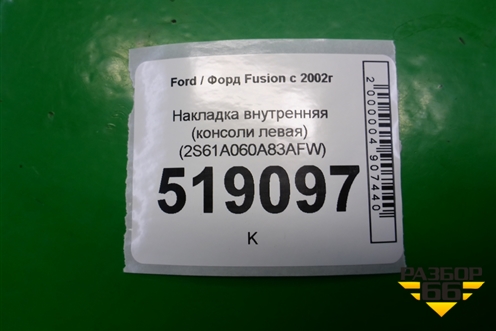 Ford / Форд Fusion с 2002г
Накладка внутренняя
(консоли левая)
(2S61A060A83AFW)
519097
К
2000004907440
РАЗБОР
66